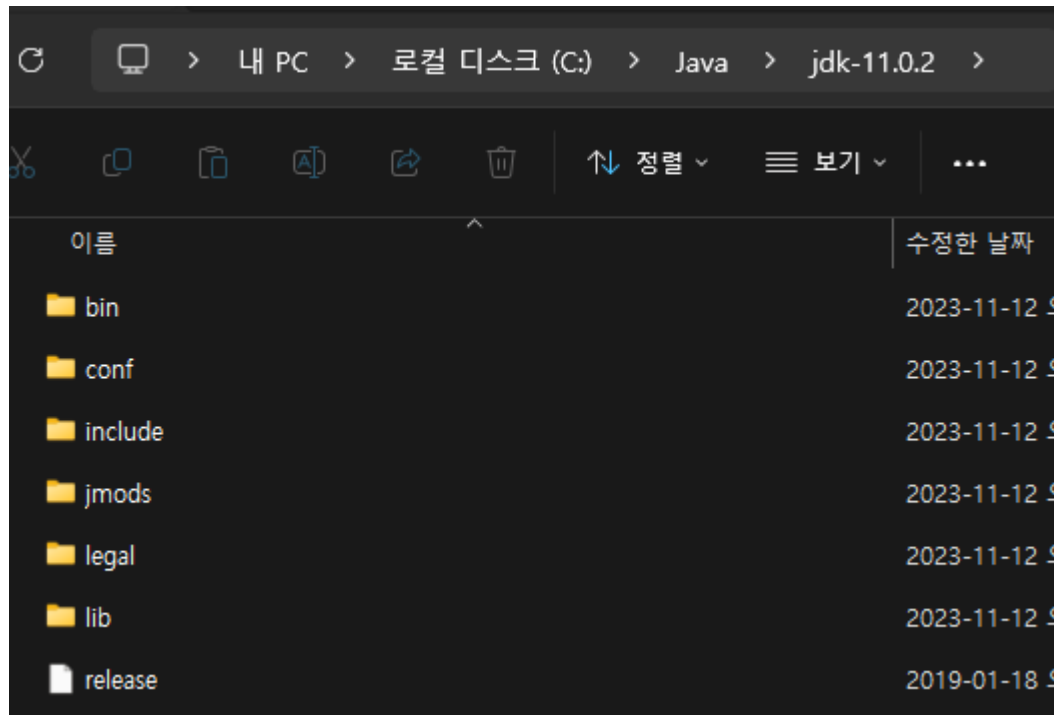 내 PC > 로컬 디스크 (C:) > Java > jdk-11.0.2 >
정렬 보기
이름 수정한 날짜
bin 2023-11-12
conf 2023-11-12
include 2023-11-12
jmods 2023-11-12
legal 2023-11-12
lib 2023-11-12
release 2019-01-18